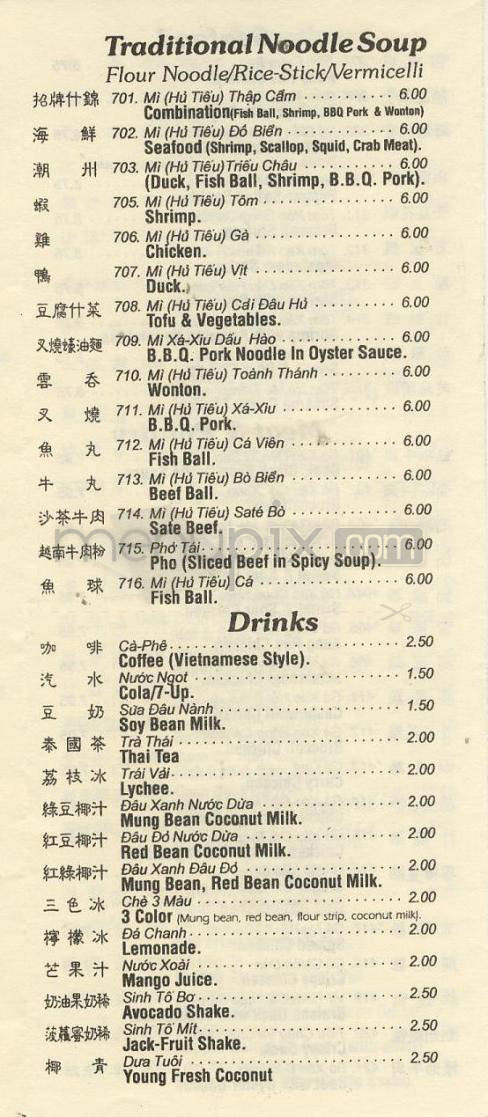 Traditional Noodle Soup
Flour Noodle/Rice-Stick/Vermicelli
招牌什錦 701. Mì (Hủ Tiếu) Thập Cẩm 6.00
Combination(Fish Ball, Shrimp, BBQ Pork & Wonton)
海鮮 702. Mì (Hủ Tiếu) Đồ Biển 6.00
Seafood (Shrimp, Scallop, Squid, Crab Meat).
潮州 703. Mì (Hủ Tiếu)Triều Châu 6.00
(Duck, Fish Ball, Shrimp, B.B.Q. Pork).
蝦 705. Mì (Hủ Tiếu) Tôm 6.00
Shrimp.
雞 706. Mì (Hủ Tiếu) Gà 6.00
Chicken.
鴨 707. Mì (Hủ Tiếu) Vịt 6.00
Duck.
豆腐什菜 708. Mì (Hủ Tiếu) Cải Đâu Hủ 6.00
Tofu & Vegetables.
叉燒蠔油麵 709. Mì Xá-Xíu Dầu Hào 6.00
B.B.Q. Pork Noodle In Oyster Sauce.
雲吞 710. Mì (Hủ Tiếu) Toành Thánh 6.00
Wonton.
叉燒 711. Mì (Hủ Tiếu) Xá-Xíu 6.00
B.B.Q. Pork.
魚丸 712. Mì (Hủ Tiếu) Cá Viên 6.00
Fish Ball.
牛丸 713. Mì (Hủ Tiếu) Bò Biển 6.00
Beef Ball.
沙茶牛肉 714. Mì (Hủ Tiếu) Saté Bò 6.00
Sate Beef.
menupix.com
越南牛肉粉 715. Phở Tái 6.00
Pho (Sliced Beef in Spicy Soup).
魚球 716. Mì (Hủ Tiếu) Cá 6.00
Fish Ball.
Drinks
咖啡 Cà-Phê 2.50
Coffee (Vietnamese Style).
汽水 Nước Ngọt 1.50
Cola/7-Up.
豆奶 Sữa Đâu Nành 1.50
Soy Bean Milk.
泰國茶 Trà Thái 2.00
Thai Tea
荔枝冰 Trái Vải 2.00
Lychee.
綠豆椰汁 Đâu Xanh Nước Dừa 2.00
Mung Bean Coconut Milk.
紅豆椰汁 Đâu Đỏ Nước Dừa 2.00
Red Bean Coconut Milk.
紅綠椰汁 Đâu Xanh Đâu Đỏ 2.00
Mung Bean, Red Bean Coconut Milk.
三色冰 Chè 3 Màu 2.00
3 Color (Mung bean, red bean, flour strip, coconut milk).
檸檬冰 Đá Chanh 2.00
Lemonade.
芒果汁 Nước Xoài 2.00
Mango Juice.
奶油果奶稀 Sinh Tố Bơ 2.50
Avocado Shake.
菠蘿蜜奶稀 Sinh Tố Mít 2.50
Jack-Fruit Shake.
椰青 Dừa Tươi 2.50
Young Fresh Coconut